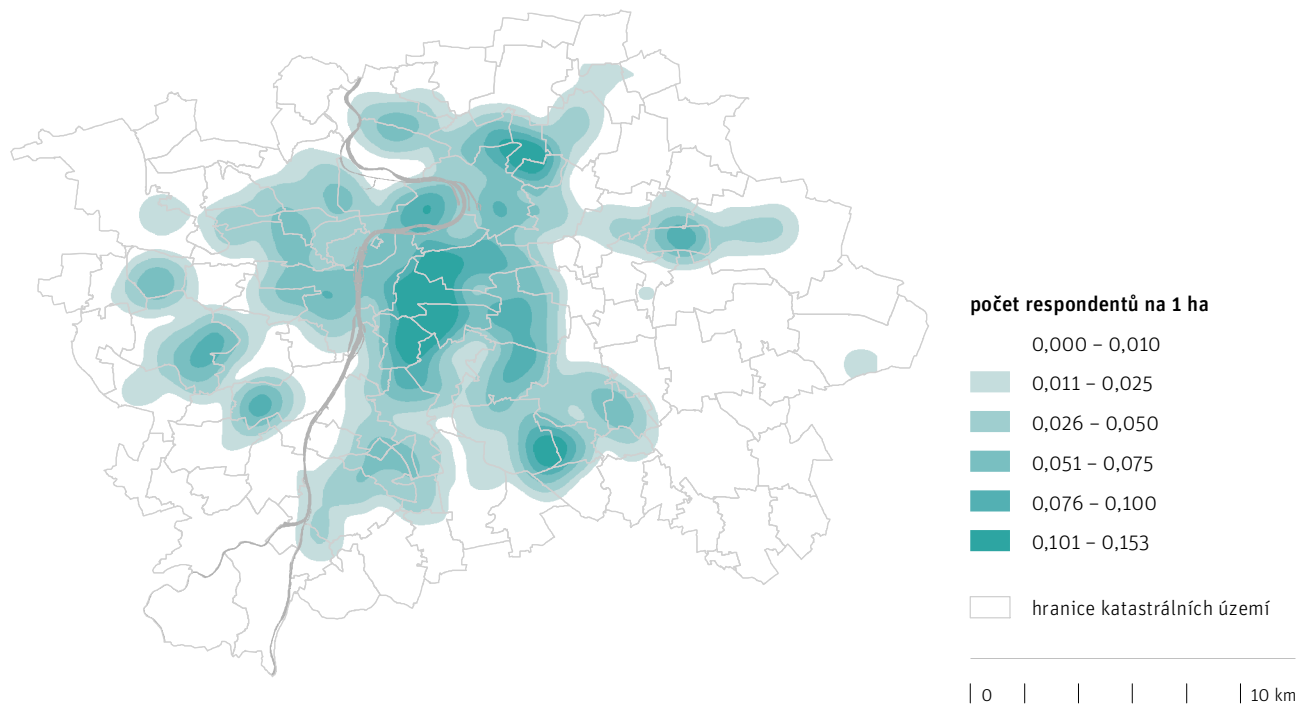 počet respondentů na 1 ha
0,000 – 0,010
0,011 – 0,025
0,026 – 0,050
0,051 – 0,075
0,076 – 0,100
0,101 – 0,153
hranice katastrálních území
0 10 km